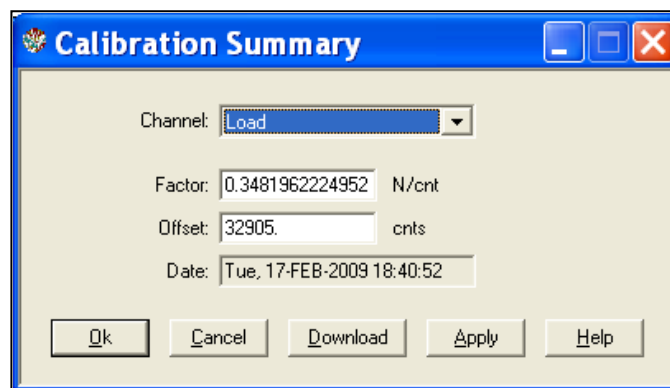 Calibration Summary
Channel: Load
Factor: 0.3481962224952 N/cnt
Offset: 32905. cnts
Date: Tue, 17-FEB-2009 18:40:52
Ok Cancel Download Apply Help